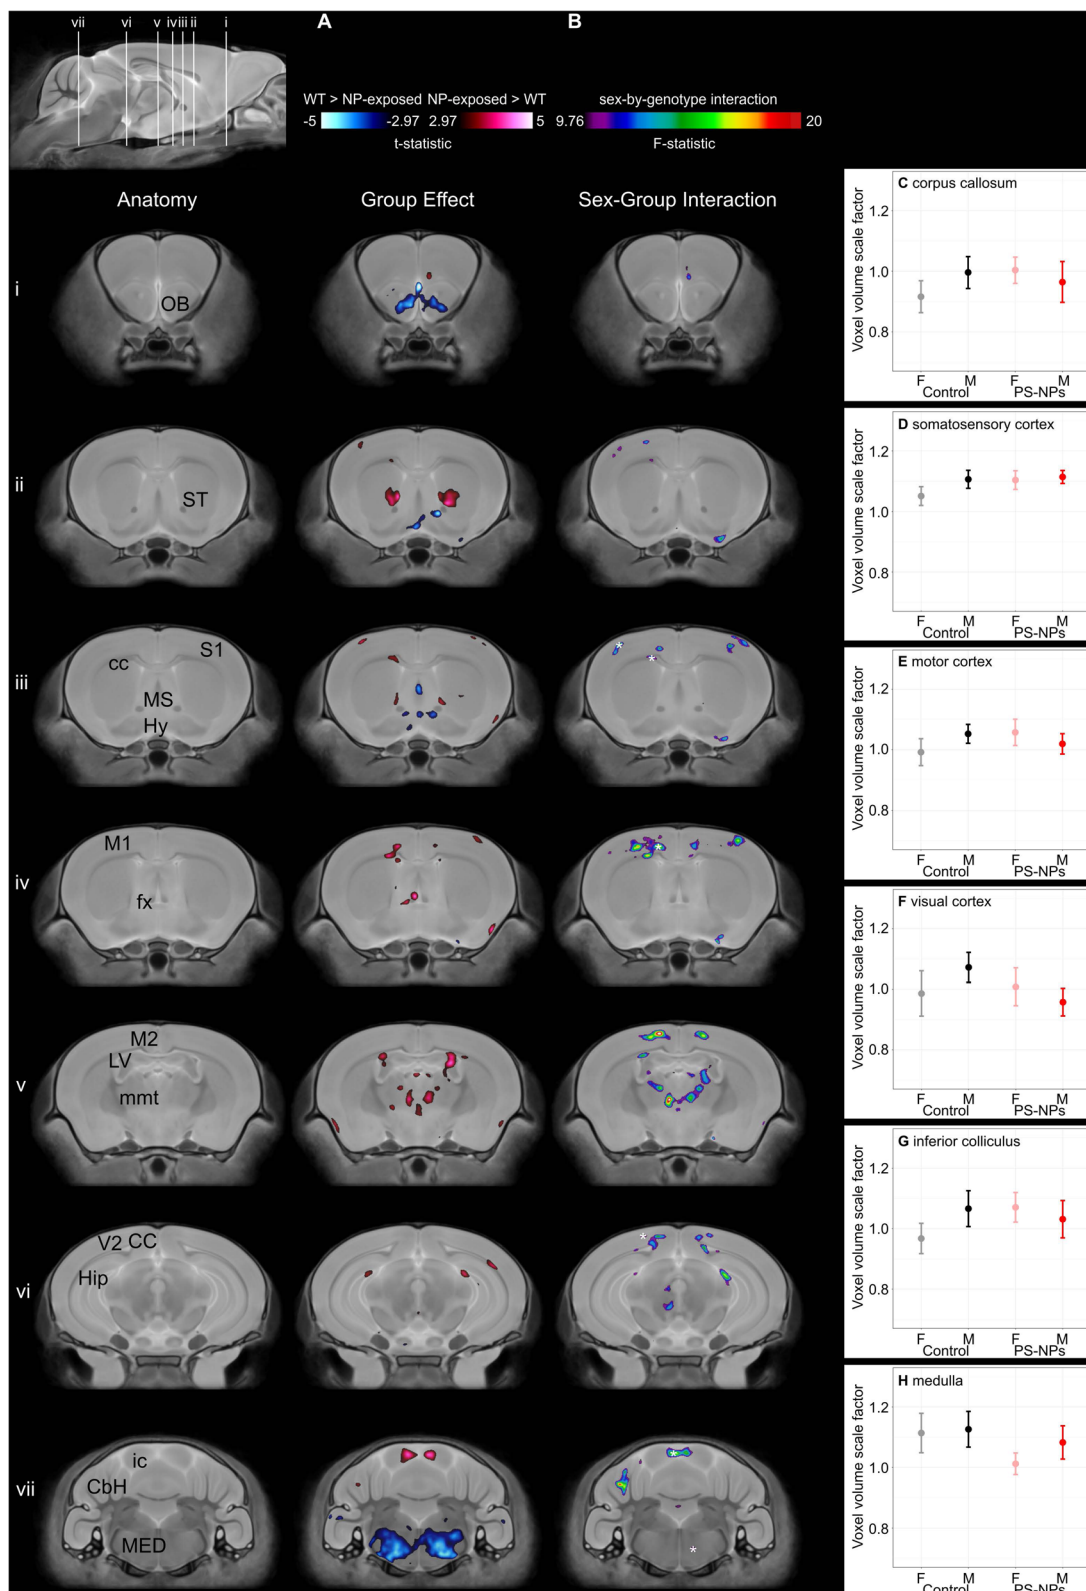 vii vi v iv iii ii i
A
B
WT > NP-exposed NP-exposed > WT
-5 -2.97 2.97 5
t-statistic
sex-by-genotype interaction
9.76 20
F-statistic
Anatomy
Group Effect
Sex-Group Interaction
i
OB
ii
ST
iii
cc
S1
MS
Hy
*
*
iv
M1
fx
*
v
M2
LV
mmt
vi
V2 CC
Hip
*
vii
ic
CbH
MED
*
*
C corpus callosum
Voxel volume scale factor
1.2
1.0
0.8
F M F M
Control PS-NPs
D somatosensory cortex
Voxel volume scale factor
1.2
1.0
0.8
F M F M
Control PS-NPs
E motor cortex
Voxel volume scale factor
1.2
1.0
0.8
F M F M
Control PS-NPs
F visual cortex
Voxel volume scale factor
1.2
1.0
0.8
F M F M
Control PS-NPs
G inferior colliculus
Voxel volume scale factor
1.2
1.0
0.8
F M F M
Control PS-NPs
H medulla
Voxel volume scale factor
1.2
1.0
0.8
F M F M
Control PS-NPs